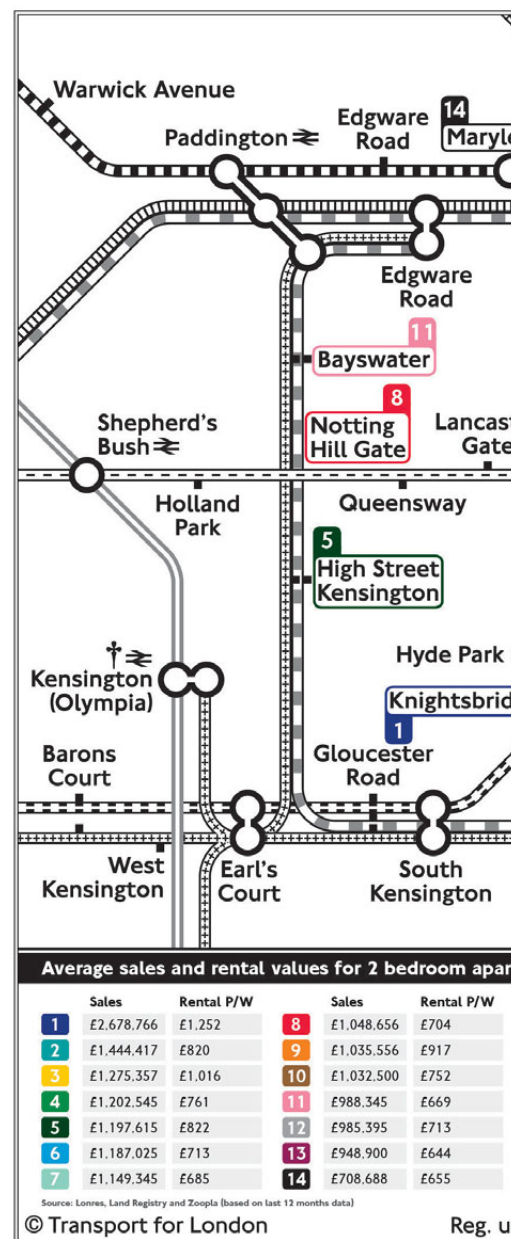 Warwick Avenue
Paddington
Edgware
Road
14
Maryle
Edgware
Road
11
Bayswater
8
Notting
Hill Gate
Shepherd's
Bush
Lancast
Gate
Holland
Park
Queensway
5
High Street
Kensington
Hyde Park
†
Kensington
(Olympia)
Knightsbrid
1
Barons
Court
Gloucester
Road
West
Kensington
Earl's
Court
South
Kensington
Average sales and rental values for 2 bedroom apar
Sales Rental P/W Sales Rental P/W
1 £2,678,766 £1,252 8 £1,048,656 £704
2 £1,444,417 £820 9 £1,035,556 £917
3 £1,275,357 £1,016 10 £1,032,500 £752
4 £1,202,545 £761 11 £988,345 £669
5 £1,197,615 £822 12 £985,395 £713
6 £1,187,025 £713 13 £948,900 £644
7 £1,149,345 £685 14 £708,688 £655
Source: Lonres, Land Registry and Zoopla (based on last 12 months data)
© Transport for London Reg. u